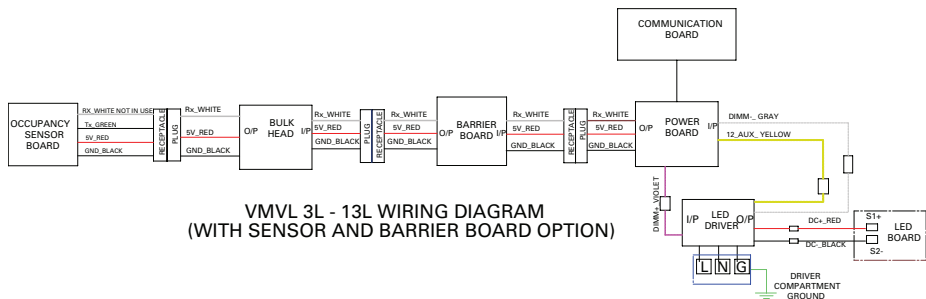 COMMUNICATION
BOARD
OCCUPANCY
SENSOR
BOARD
RX_WHITE NOT IN USE
Tx_GREEN
5V_RED
GND_BLACK
RECEPTACLE
PLUG
Rx_WHITE
5V_RED
GND_BLACK
BULK
HEAD
O/P
I/P
Rx_WHITE
5V_RED
GND_BLACK
PLUG
RECEPTACLE
Rx_WHITE
5V_RED
GND_BLACK
BARRIER
BOARD
O/P
I/P
Rx_WHITE
5V_RED
GND_BLACK
RECEPTACLE
PLUG
Rx_WHITE
5V_RED
GND_BLACK
POWER
BOARD
O/P
I/P
DIMM-_ GRAY
12_AUX_ YELLOW
DIMM+_VIOLET
VMVL 3L - 13L WIRING DIAGRAM
(WITH SENSOR AND BARRIER BOARD OPTION)
LED
DRIVER
I/P
O/P
DC+_RED
DC-_BLACK
S1+
S2-
LED
BOARD
L N G
DRIVER
COMPARTMENT
GROUND